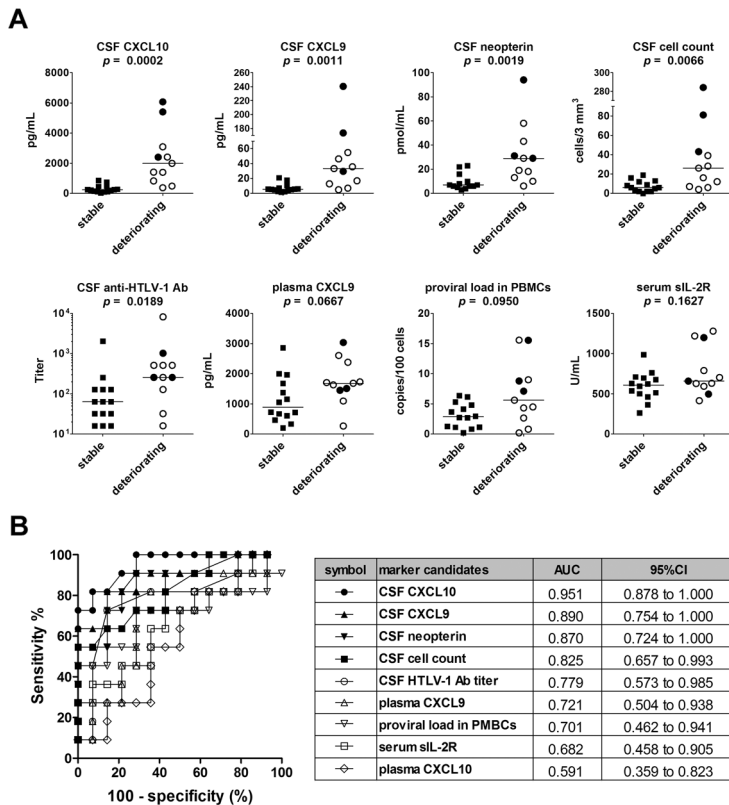 A
CSF CXCL10
p = 0.0002
pg/mL
8000
6000
4000
2000
0
stable
deteriorating
CSF CXCL9
p = 0.0011
pg/mL
260
220
180
140
100
60
40
20
0
stable
deteriorating
CSF neopterin
p = 0.0019
pmol/mL
100
80
60
40
20
0
stable
deteriorating
CSF cell count
p = 0.0066
cells/3 mm³
300
200
100
80
60
40
20
0
stable
deteriorating
CSF anti-HTLV-1 Ab
p = 0.0189
Titer
10⁴
10³
10²
10¹
stable
deteriorating
plasma CXCL9
p = 0.0667
pg/mL
4000
3000
2000
1000
0
stable
deteriorating
proviral load in PBMCs
p = 0.0950
copies/100 cells
20
15
10
5
0
stable
deteriorating
serum sIL-2R
p = 0.1627
U/mL
1500
1000
500
0
stable
deteriorating
B
Sensitivity %
100
80
60
40
20
0
0 20 40 60 80 100
100 - specificity (%)
symbol marker candidates AUC 95%CI
CSF CXCL10 0.951 0.878 to 1.000
CSF CXCL9 0.890 0.754 to 1.000
CSF neopterin 0.870 0.724 to 1.000
CSF cell count 0.825 0.657 to 0.993
CSF HTLV-1 Ab titer 0.779 0.573 to 0.985
plasma CXCL9 0.721 0.504 to 0.938
proviral load in PMBCs 0.701 0.462 to 0.941
serum sIL-2R 0.682 0.458 to 0.905
plasma CXCL10 0.591 0.359 to 0.823